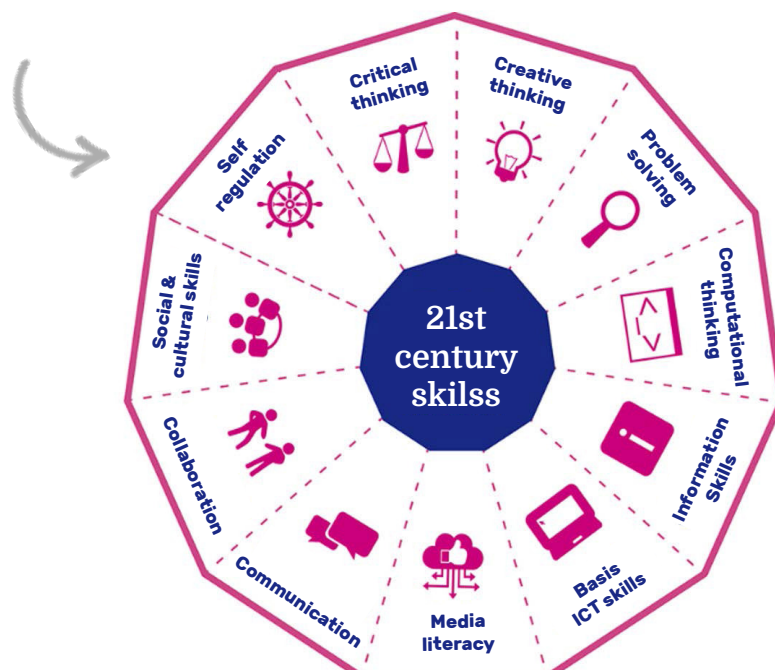 21st
century
skilss
Critical
thinking
Creative
thinking
Problem
solving
Computational
thinking
Information
Skills
Basis
ICT skills
Media
literacy
Communication
Collaboration
Social &
cultural skills
Self
regulation